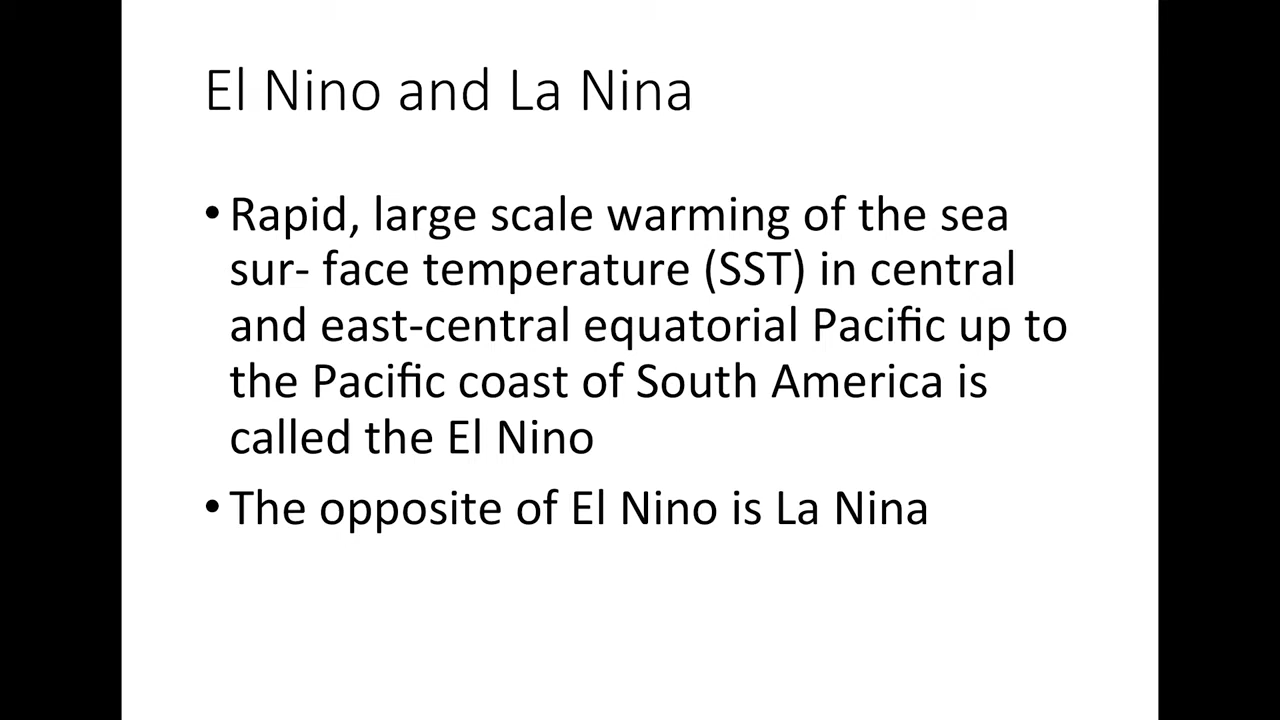 El Nino and La Nina
• Rapid, large scale warming of the sea
sur- face temperature (SST) in central
and east-central equatorial Pacific up to
the Pacific coast of South America is
called the El Nino
• The opposite of El Nino is La Nina